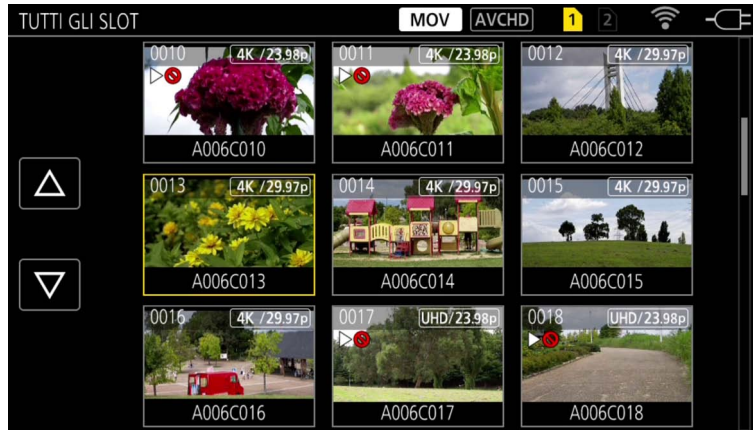 TUTTI GLI SLOT MOV AVCHD 1 2
0010 4K /23.98p 0011 4K /23.98p 0012 4K /29.97p
A006C010 A006C011 A006C012
0013 4K /29.97p 0014 4K /29.97p 0015 4K /29.97p
A006C013 A006C014 A006C015
0016 4K /29.97p 0017 UHD/23.98p 0018 UHD/23.98p
A006C016 A006C017 A006C018